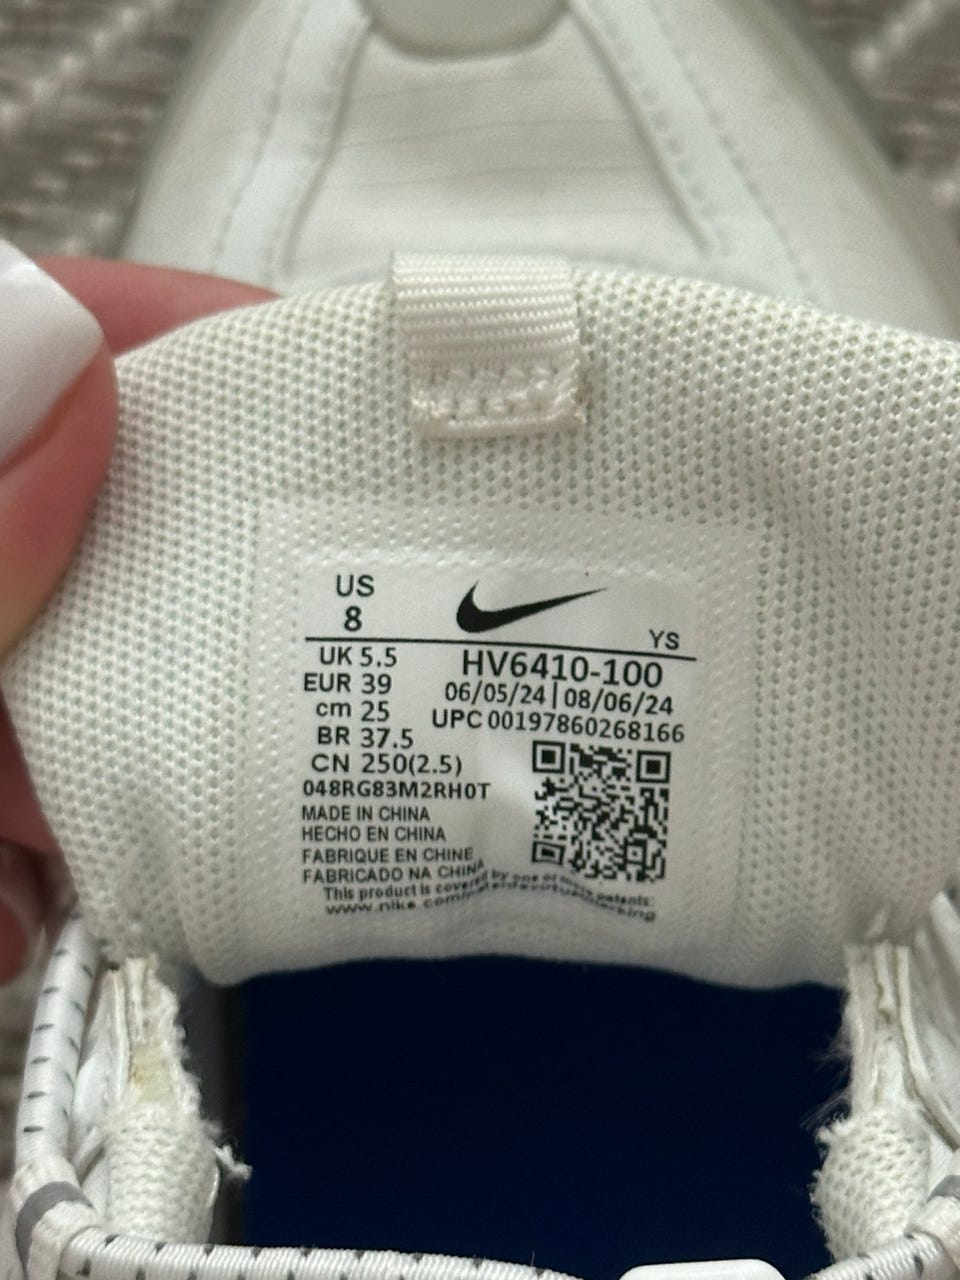 US
8
YS
UK 5.5
EUR 39
cm 25
BR 37.5
CN 250(2.5)
HV6410-100
06/05/24 | 08/06/24
UPC 00197860268166
048RG83M2RH0T
MADE IN CHINA
HECHO EN CHINA
FABRIQUE EN CHINE
FABRICADO NA CHINA
This product is covered by one or more patents:
www.nike.com/patentvirtualmarking